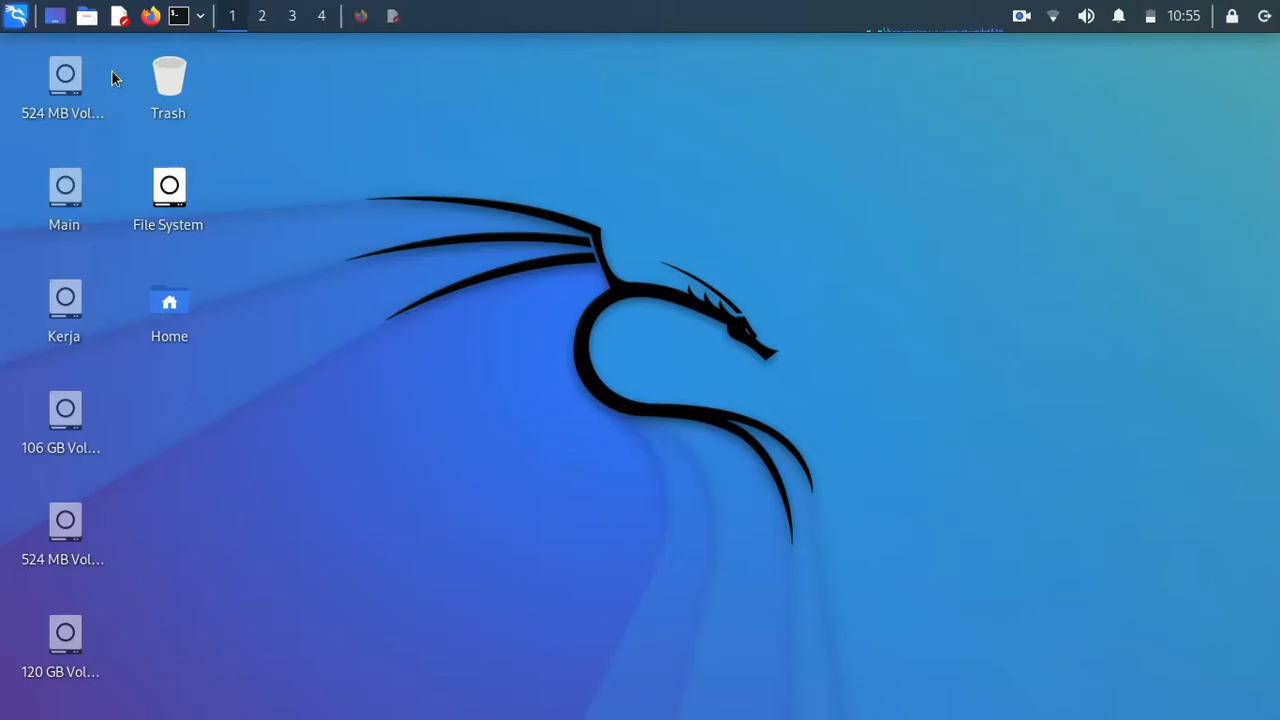 1 2 3 4
10:55
524 MB Vol...
Trash
Main
File System
Kerja
Home
106 GB Vol...
524 MB Vol...
120 GB Vol...